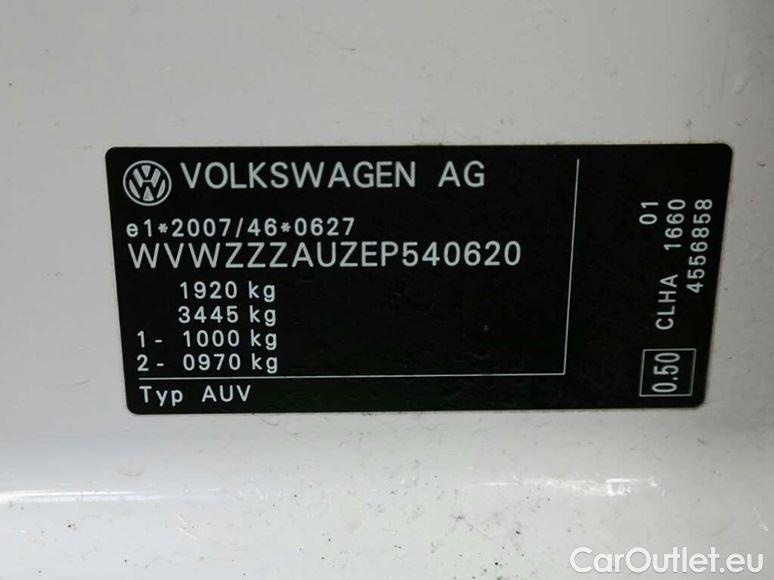 VOLKSWAGEN AG
e1*2007/46*0627
WVWZZZAUZEP540620
1920 kg
3445 kg
1 - 1000 kg
2 - 0970 kg
Typ AUV
01
CLHA 1660
4556858
0.50
CarOutlet.eu